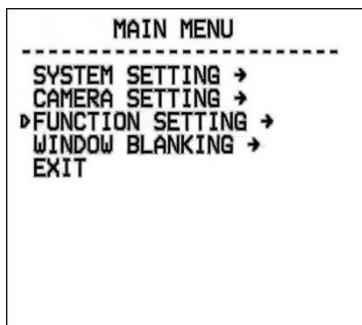 MAIN MENU
SYSTEM SETTING →
CAMERA SETTING →
FUNCTION SETTING →
WINDOW BLANKING →
EXIT